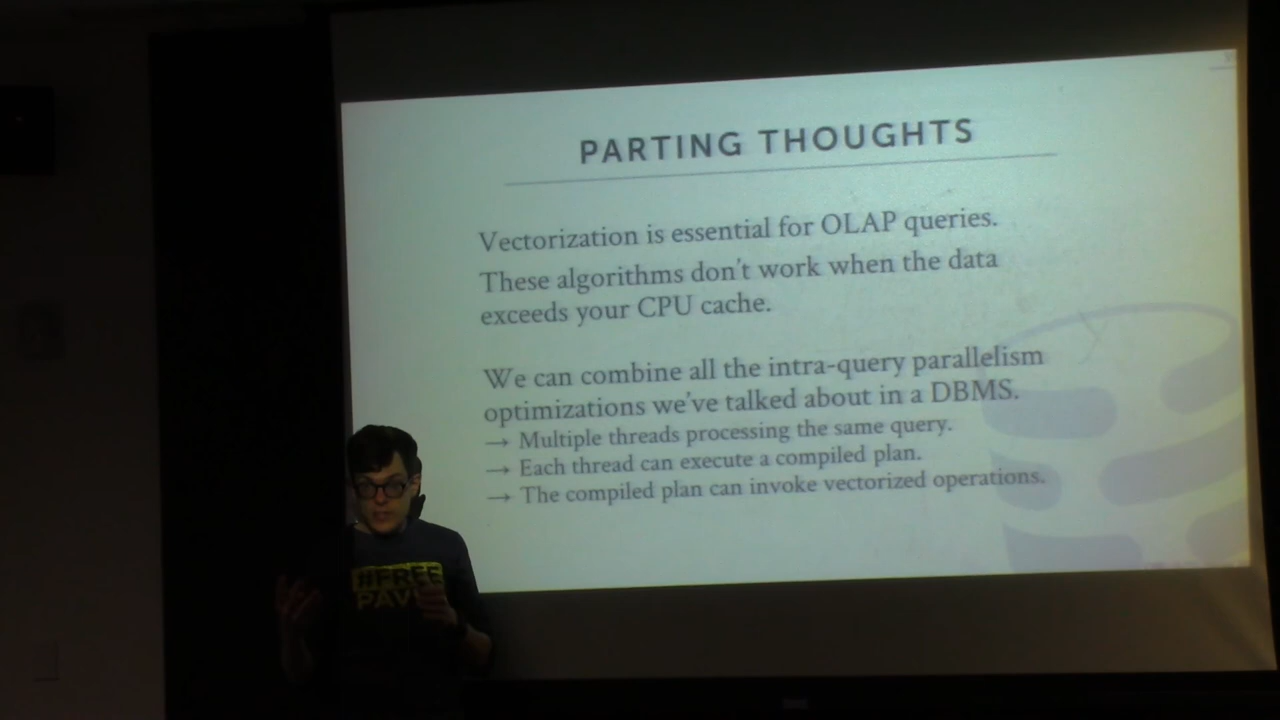 PARTING THOUGHTS
Vectorization is essential for OLAP queries.
These algorithms don't work when the data
exceeds your CPU cache.
We can combine all the intra-query parallelism
optimizations we've talked about in a DBMS.
→ Multiple threads processing the same query.
→ Each thread can execute a compiled plan.
→ The compiled plan can invoke vectorized operations.
#FREE
PAV